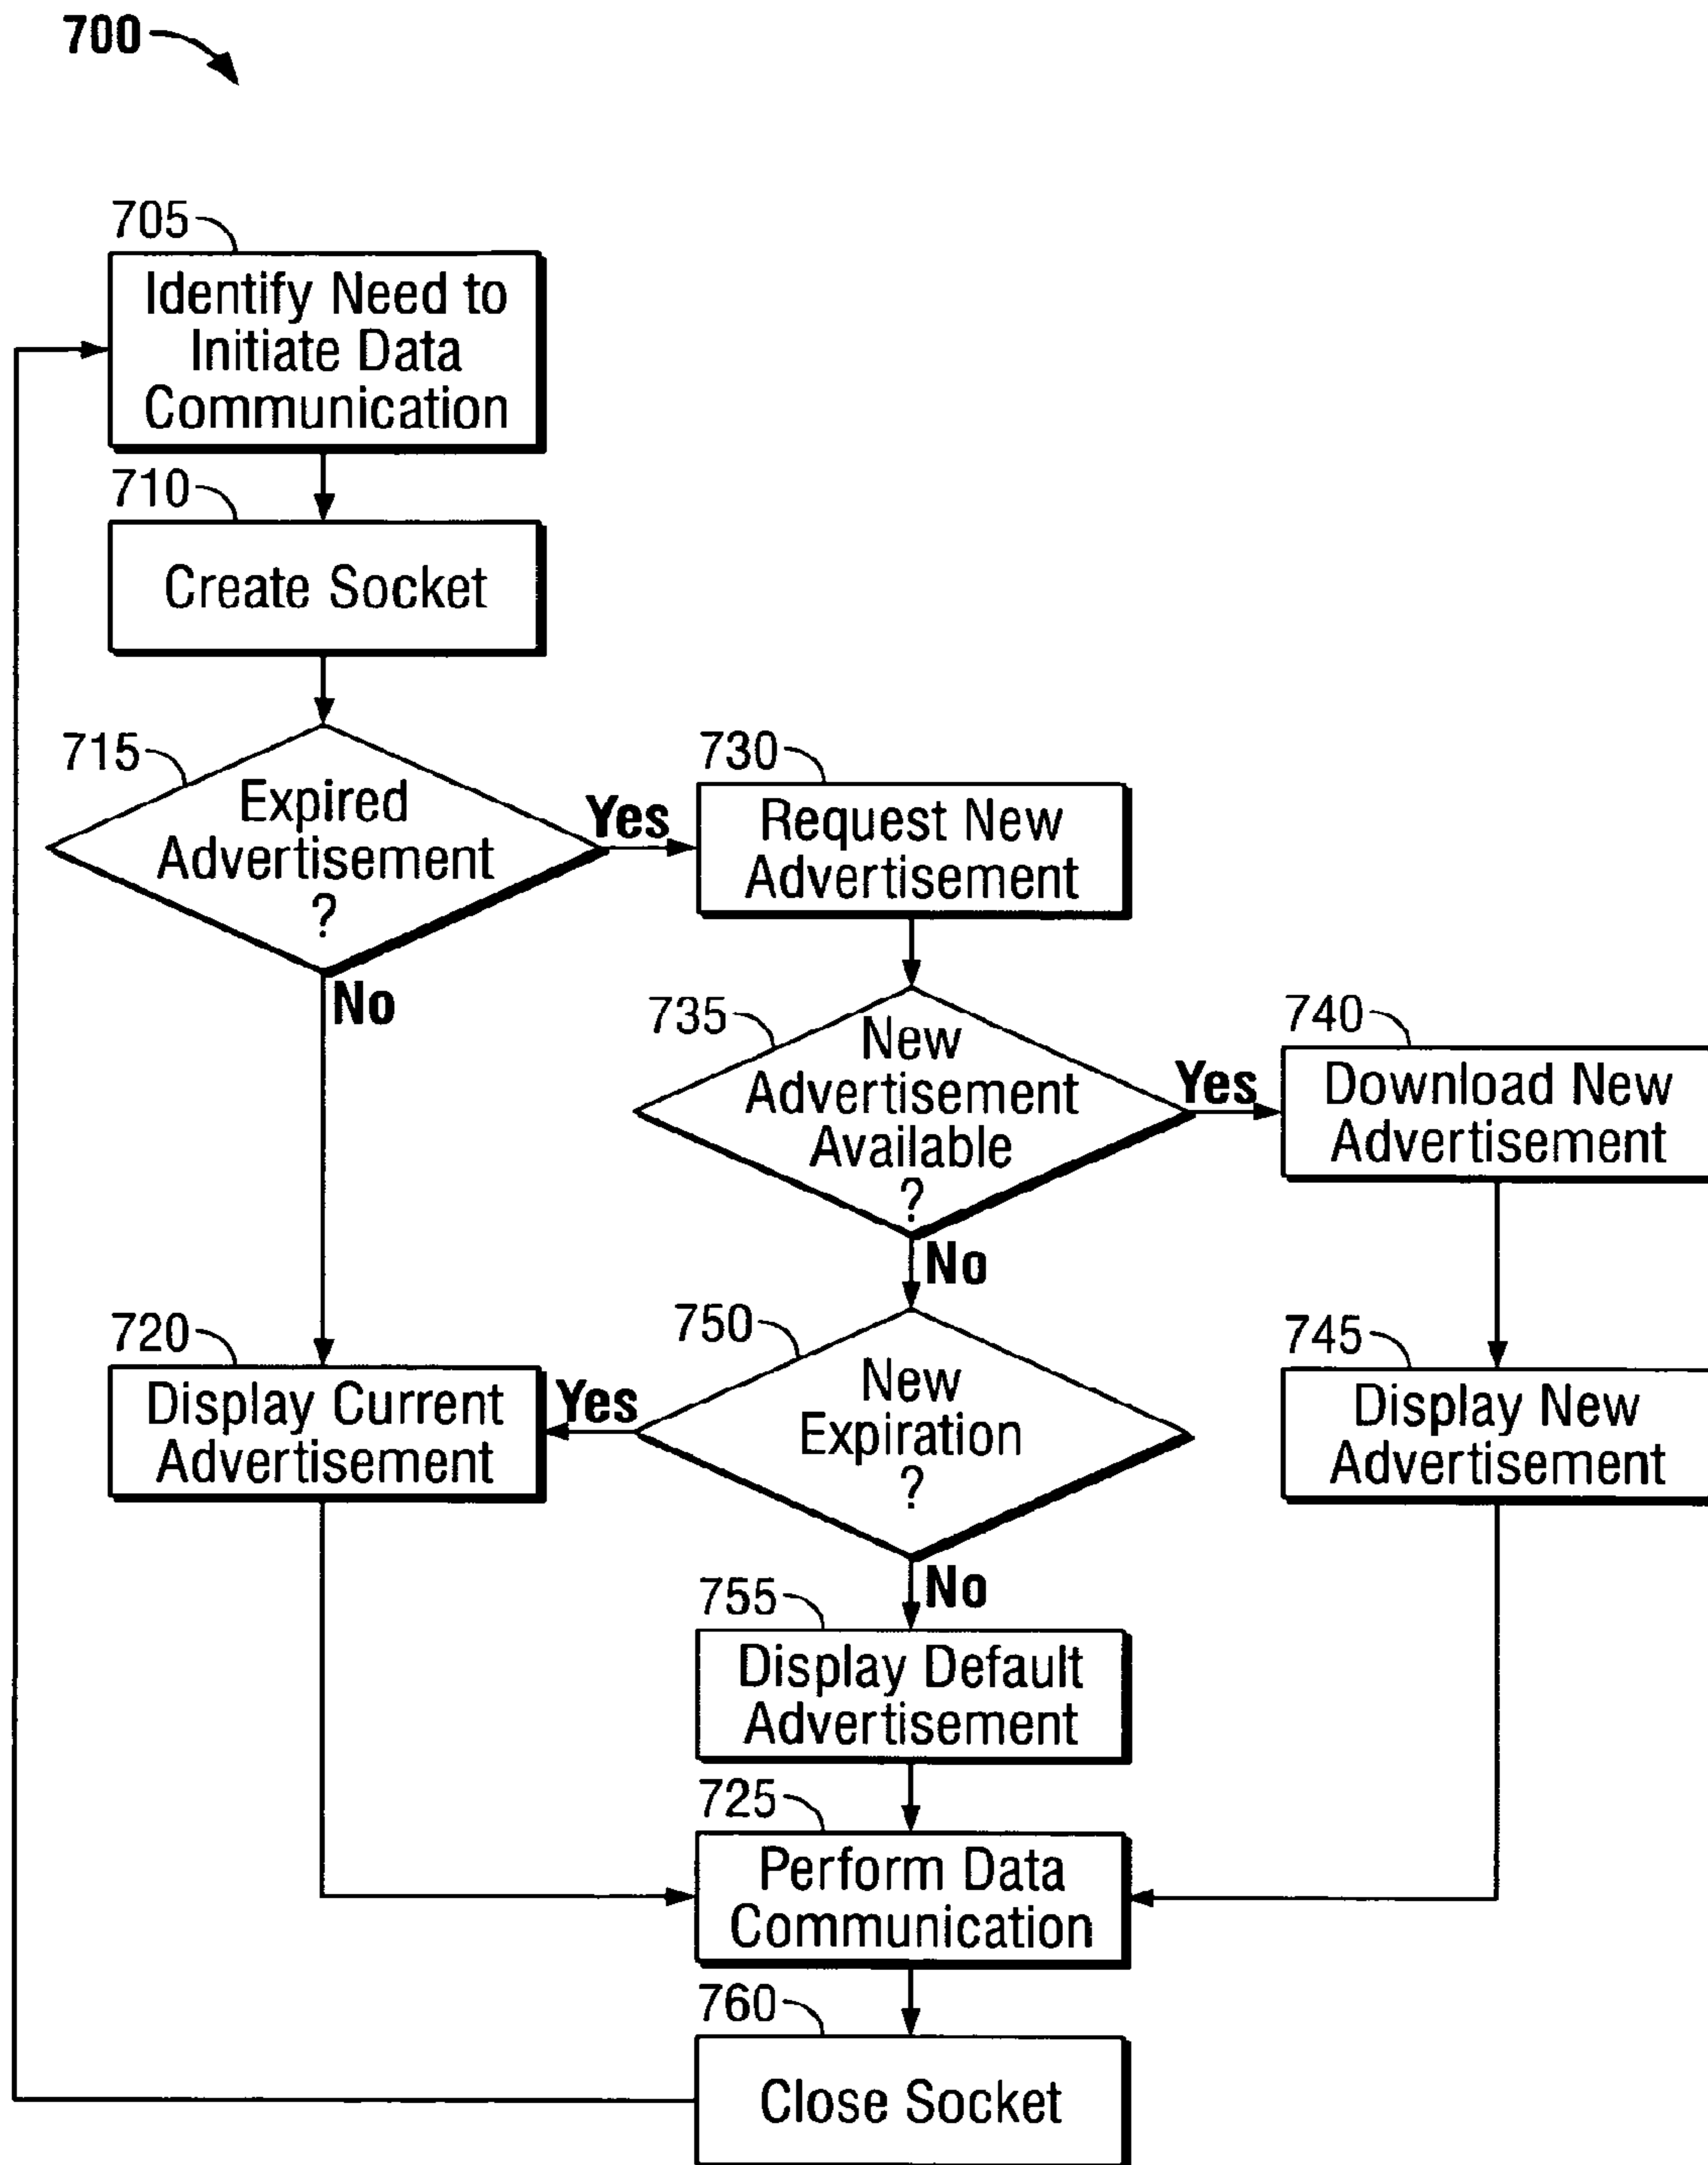 700
705
Identify Need to
Initiate Data
Communication
710
Create Socket
715
Expired
Advertisement
?
Yes
No
730
Request New
Advertisement
735
New
Advertisement
Available
?
Yes
No
740
Download New
Advertisement
720
Display Current
Advertisement
Yes
750
New
Expiration
?
No
745
Display New
Advertisement
755
Display Default
Advertisement
725
Perform Data
Communication
760
Close Socket